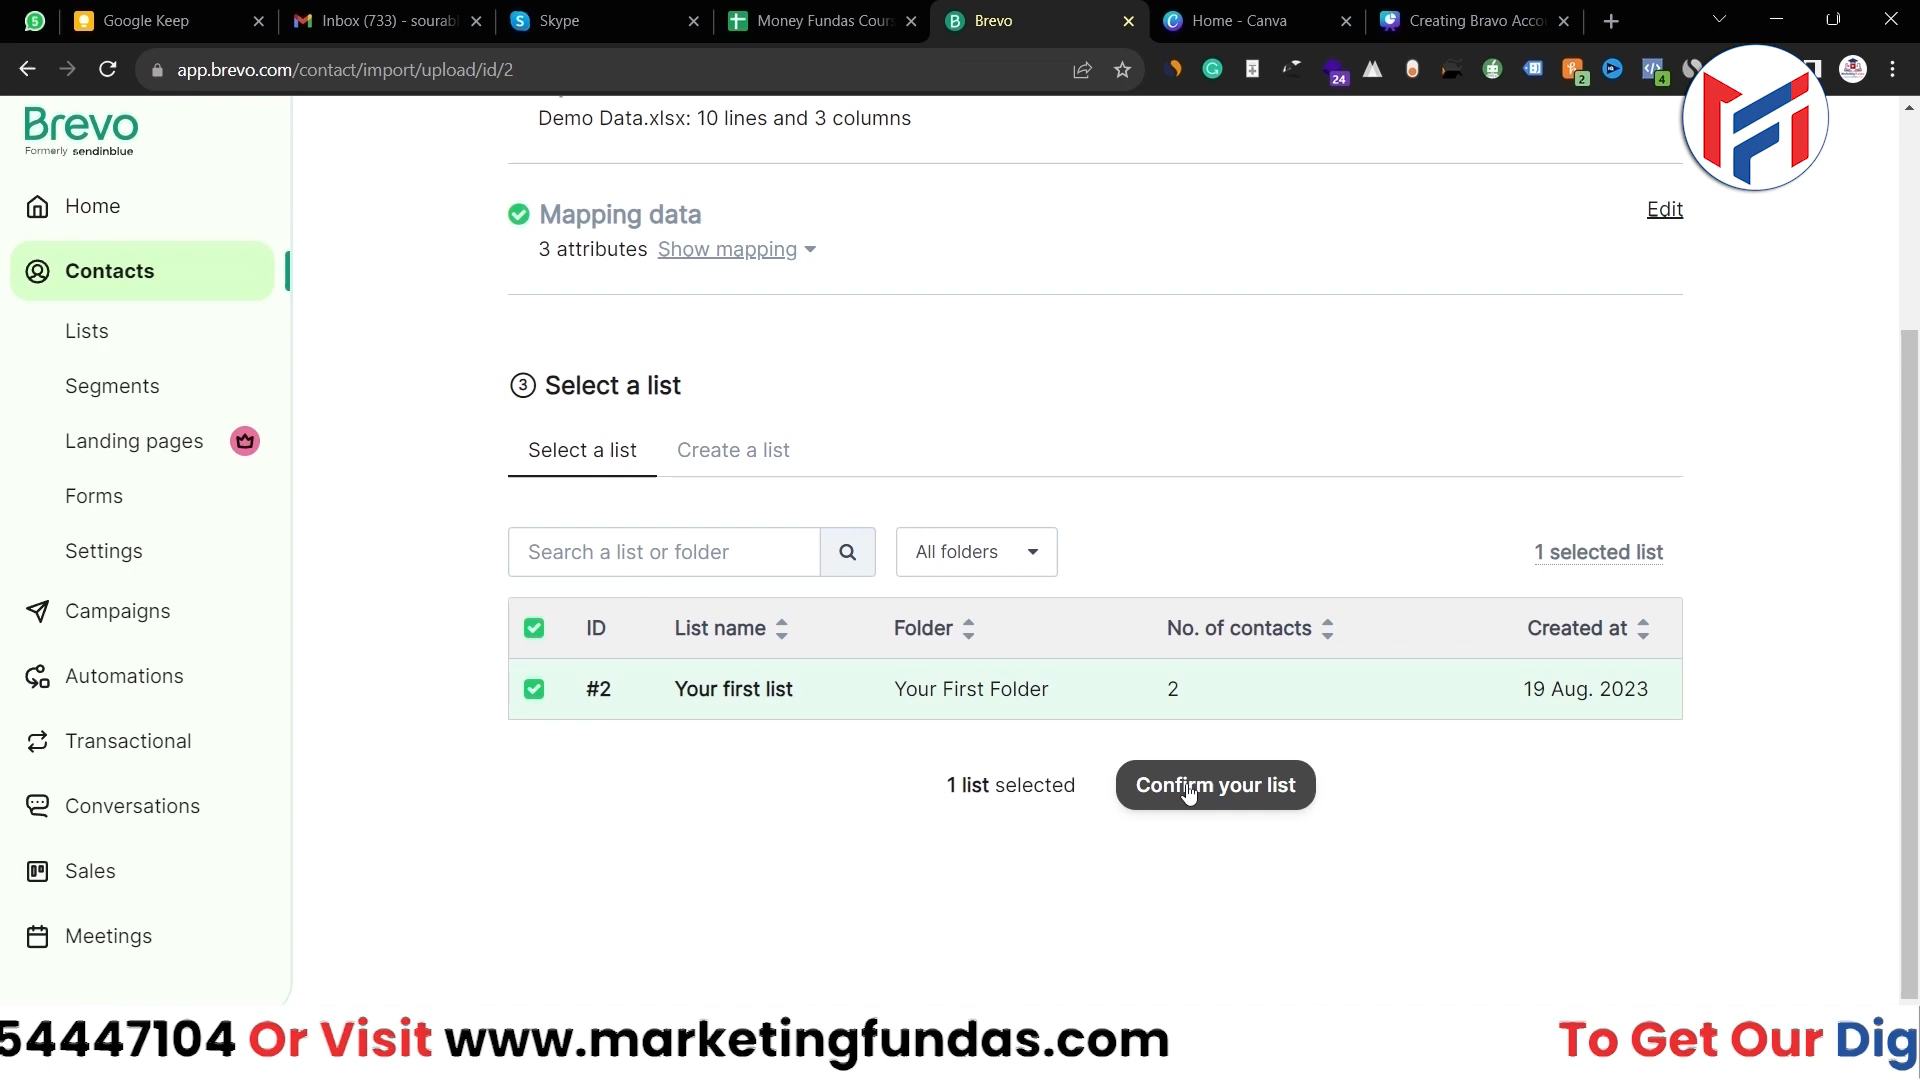 5
Google Keep
Inbox (733) - sourab
Skype
Money Fundas Cour
Brevo
Home - Canva
Creating Bravo Acco
app.brevo.com/contact/import/upload/id/2
24
2
4
Brevo
Formerly sendinblue
Home
Contacts
Lists
Segments
Landing pages
Forms
Settings
Campaigns
Automations
Transactional
Conversations
Sales
Meetings
Demo Data.xlsx: 10 lines and 3 columns
Mapping data
Edit
3 attributes Show mapping
3 Select a list
Select a list Create a list
Search a list or folder All folders 1 selected list
ID List name Folder No. of contacts Created at
#2 Your first list Your First Folder 2 19 Aug. 2023
1 list selected Confirm your list
54447104 Or Visit www.marketingfundas.com To Get Our Dig